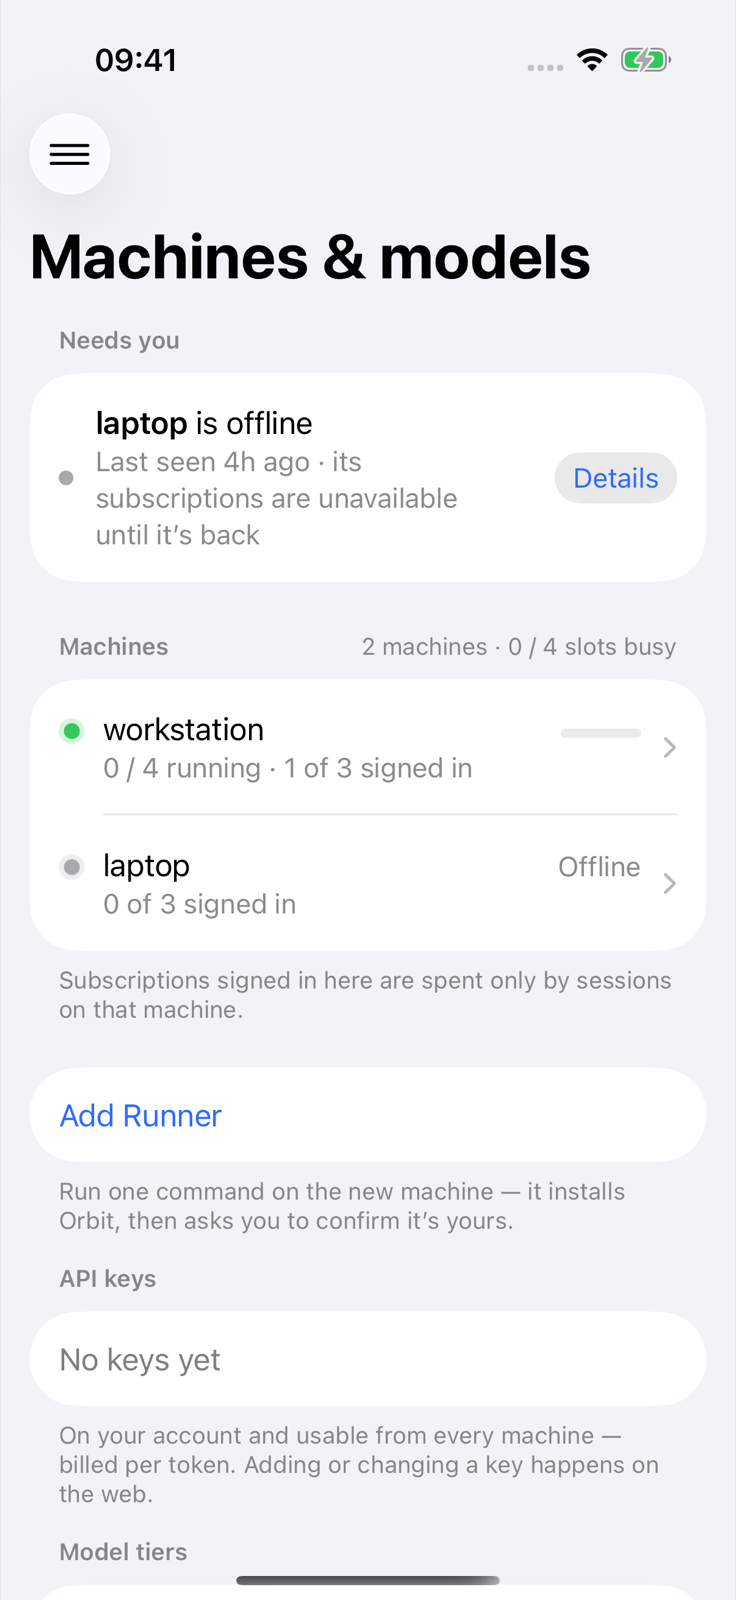 09:41
Machines & models
Needs you
laptop is offline
Last seen 4h ago · its
subscriptions are unavailable
until it’s back
Details
Machines
2 machines · 0 / 4 slots busy
workstation
0 / 4 running · 1 of 3 signed in
laptop
Offline
0 of 3 signed in
Subscriptions signed in here are spent only by sessions
on that machine.
Add Runner
Run one command on the new machine — it installs
Orbit, then asks you to confirm it’s yours.
API keys
No keys yet
On your account and usable from every machine —
billed per token. Adding or changing a key happens on
the web.
Model tiers